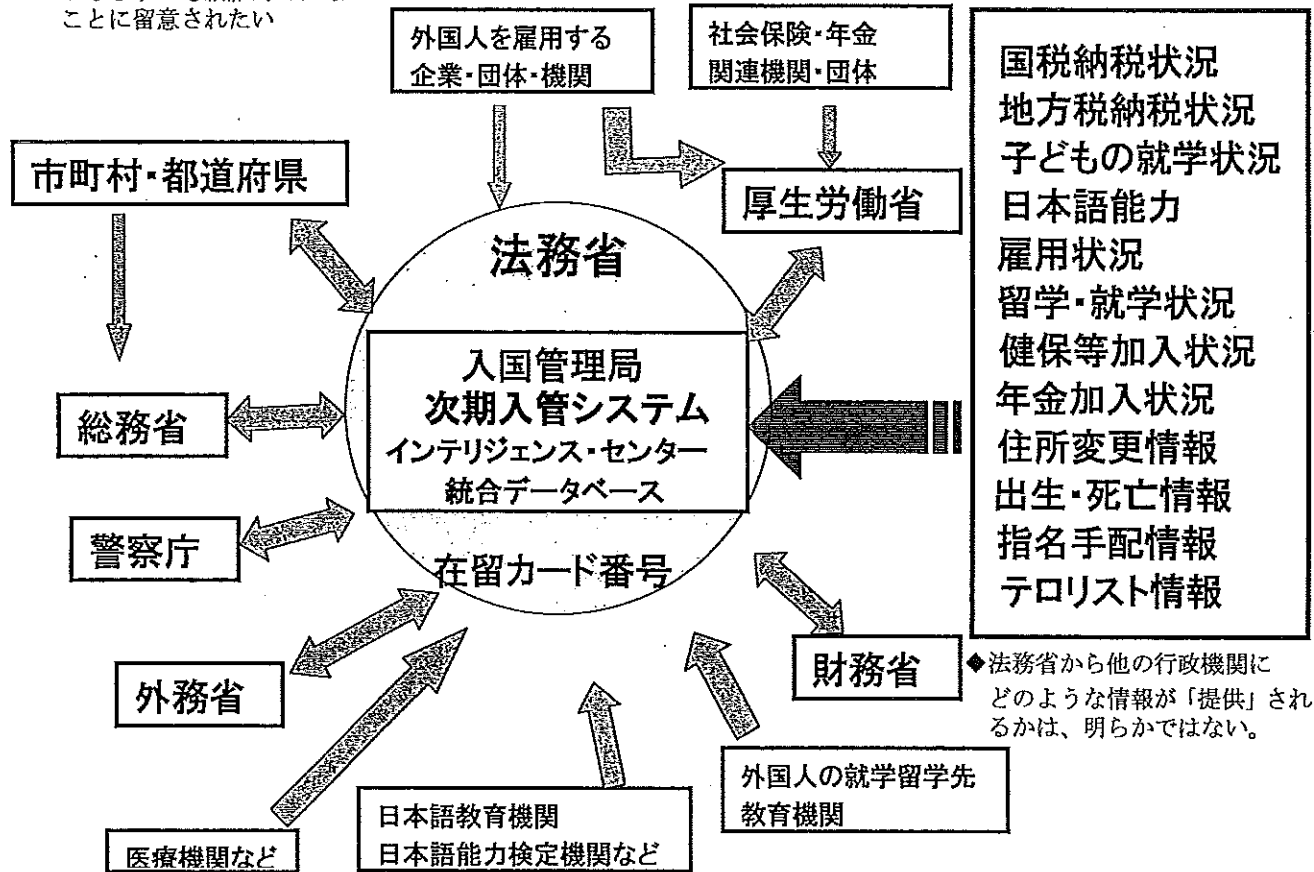 ことに留意されたい
外国人を雇用する
企業・団体・機関
社会保険・年金
関連機関・団体
市町村・都道府県
厚生労働省
法務省
入国管理局
次期入管システム
インテリジェンス・センター
統合データベース
在留カード番号
総務省
警察庁
外務省
財務省
医療機関など
日本語教育機関
日本語能力検定機関など
外国人の就学留学先
教育機関
国税納税状況
地方税納税状況
子どもの就学状況
日本語能力
雇用状況
留学・就学状況
健保等加入状況
年金加入状況
住所変更情報
出生・死亡情報
指名手配情報
テロリスト情報
◆法務省から他の行政機関に
どのような情報が「提供」され
るかは、明らかではない。